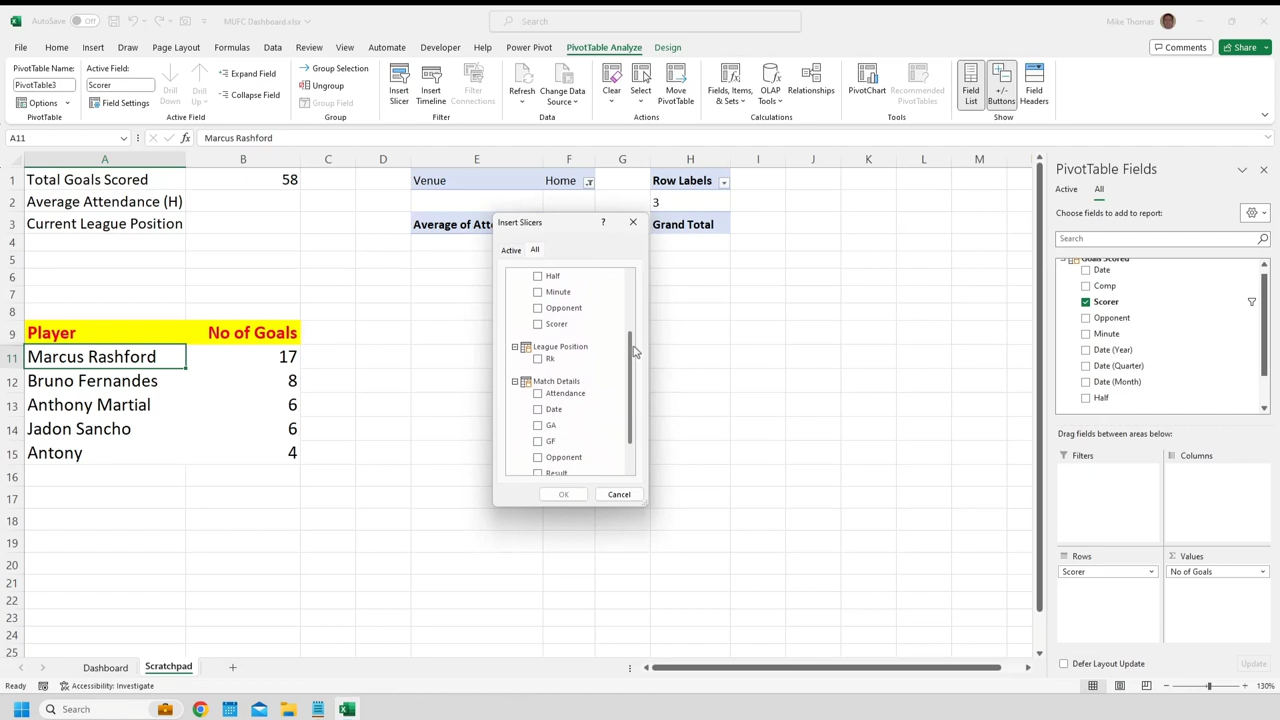 AutoSave Off MUFC Dashboard.xlsx Search Mike Thomas
File Home Insert Draw Page Layout Formulas Data Review View Automate Developer Help Power Pivot PivotTable Analyze Design Comments Share
PivotTable Name: Active Field:
PivotTable3 Scorer
Options Field Settings
Drill Down Drill Up
Expand Field
Collapse Field
Group Selection
Ungroup
Group Field
Insert Slicer Insert Timeline Filter Connections
Refresh Change Data Source
Clear Select Move PivotTable
Fields, Items, & Sets OLAP Tools Relationships
PivotChart Recommended PivotTables
Field List +/- Buttons Field Headers
PivotTable Active Field Group Filter Data Actions Calculations Tools Show
A11 fx Marcus Rashford
A B C D E F G H I J K L M
1 Total Goals Scored 58 Venue Home Row Labels
2 Average Attendance (H) 3
3 Current League Position Average of Atte Grand Total
4
5
6
7
8
9 Player No of Goals
11 Marcus Rashford 17
12 Bruno Fernandes 8
13 Anthony Martial 6
14 Jadon Sancho 6
15 Antony 4
16
17
18
19
20
21
22
23
24
25
Insert Slicers ?
Active All
Half
Minute
Opponent
Scorer
League Position
Rk
Match Details
Attendance
Date
GA
GF
Opponent
Result
OK Cancel
PivotTable Fields
Active All
Choose fields to add to report:
Search
Goals Scored
Date
Comp
Scorer
Opponent
Minute
Date (Year)
Date (Quarter)
Date (Month)
Half
Drag fields between areas below:
Filters Columns
Rows Σ Values
Scorer No of Goals
Defer Layout Update Update
Dashboard Scratchpad
Ready Accessibility: Investigate 130%
Search